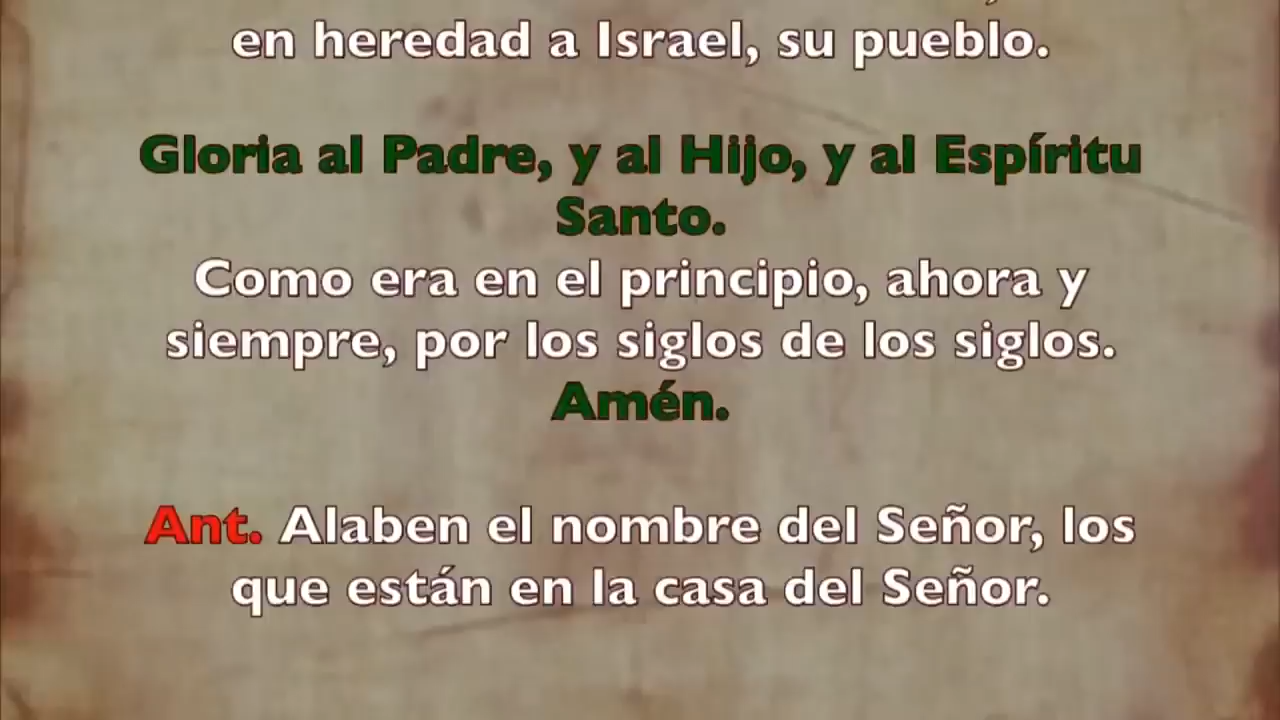 en heredad a Israel, su pueblo.
Gloria al Padre, y al Hijo, y al Espíritu
Santo.
Como era en el principio, ahora y
siempre, por los siglos de los siglos.
Amén.
Ant. Alaben el nombre del Señor, los
que están en la casa del Señor.